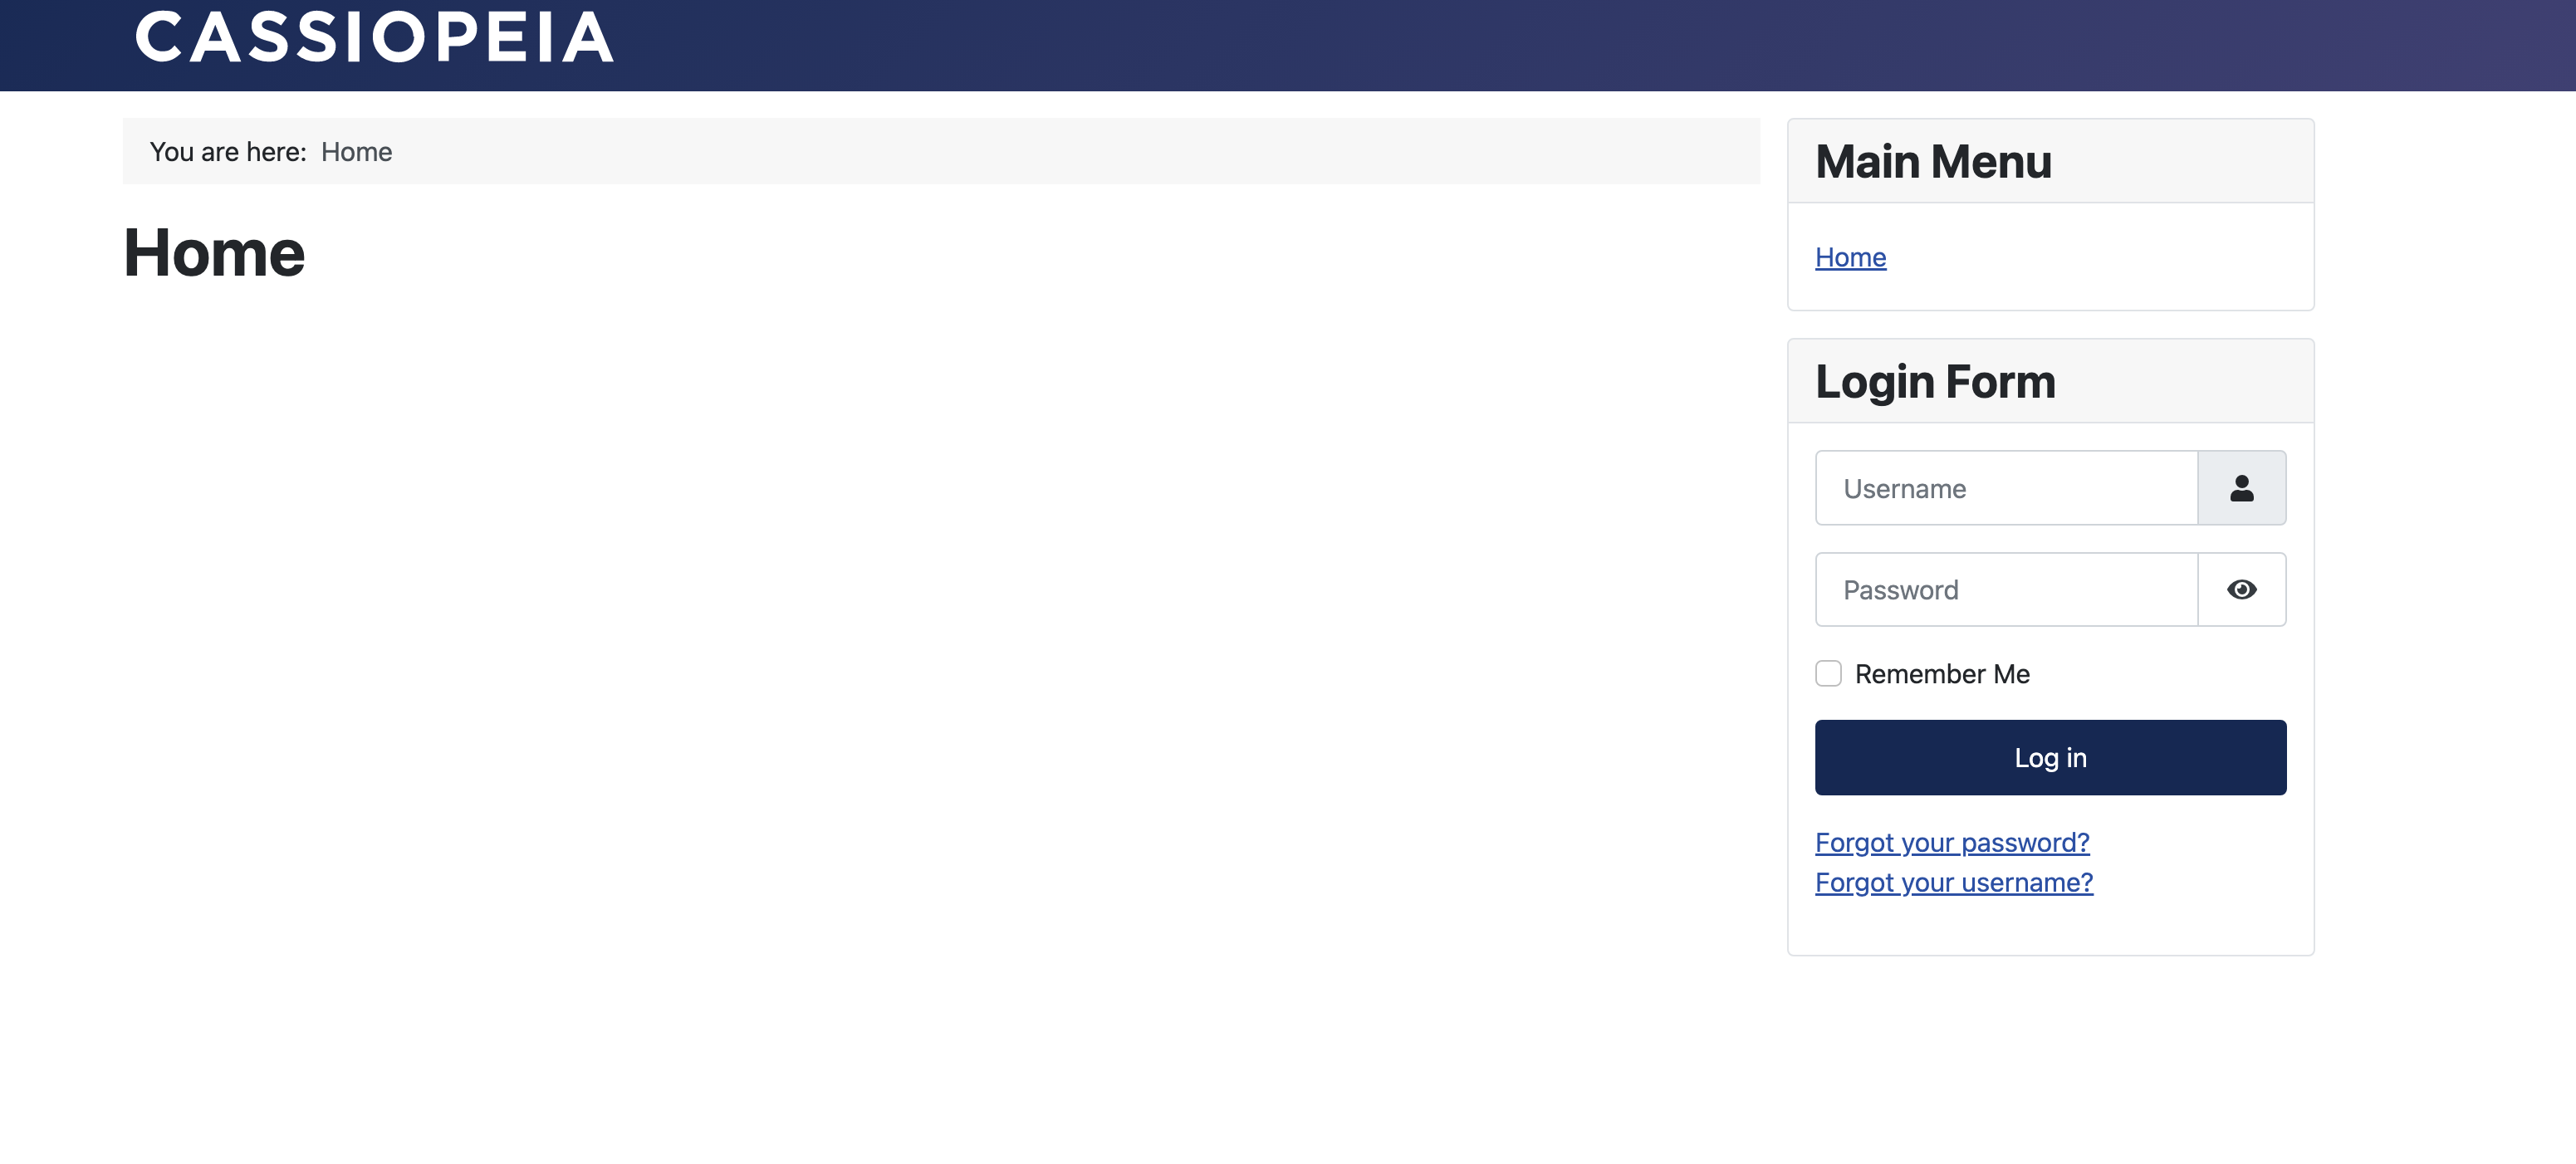 CASSIOPEIA
You are here: Home
Home
Main Menu
Home
Login Form
Username
Password
Remember Me
Log in
Forgot your password?
Forgot your username?